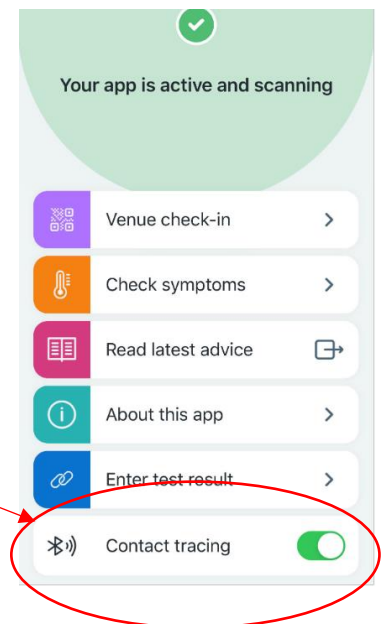 Your app is active and scanning
Venue check-in
Check symptoms
Read latest advice
About this app
Enter test result
Contact tracing